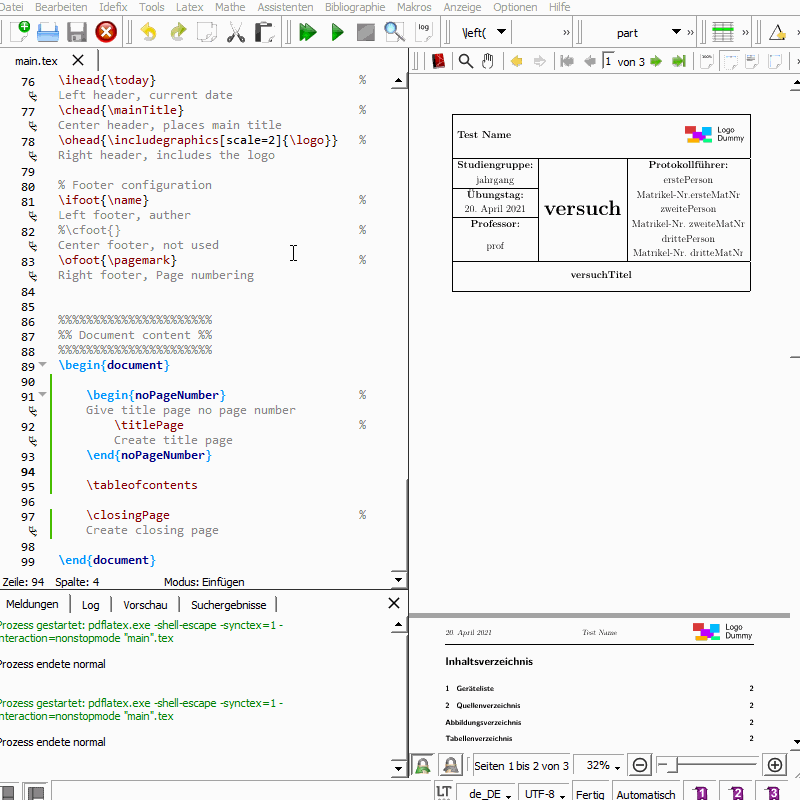 Datei Bearbeiten Idefix Tools Latex Mathe Assistenten Bibliographie Makros Anzeige Optionen Hilfe
log \left( » part »
main.tex
1 von 3
76 \ihead{\today} %
Left header, current date
77 \chead{\mainTitle} %
Center header, places main title
78 \ohead{\includegraphics[scale=2]{\logo}} %
Right header, includes the logo
79
80 % Footer configuration
81 \ifoot{\name} %
Left footer, auther
82 %\cfoot{} %
Center footer, not used
83 \ofoot{\pagemark} %
Right footer, Page numbering
84
85
86 %%%%%%%%%%%%%%%%%%%%%%
87 %% Document content %%
88 %%%%%%%%%%%%%%%%%%%%%%
89 \begin{document}
90
91 \begin{noPageNumber} %
Give title page no page number
92 \titlePage %
Create title page
93 \end{noPageNumber}
94
95 \tableofcontents
96
97 \closingPage %
Create closing page
98
99 \end{document}
Zeile: 94 Spalte: 4 Modus: Einfügen
Meldungen Log Vorschau Suchergebnisse
Prozess gestartet: pdflatex.exe -shell-escape -synctex=1 -
interaction=nonstopmode "main".tex
Prozess endete normal
Prozess gestartet: pdflatex.exe -shell-escape -synctex=1 -
interaction=nonstopmode "main".tex
Prozess endete normal
Test Name
Logo
Dummy
Studiengruppe:
jahrgang
Übungstag:
20. April 2021
Professor:
prof
versuch
Protokollführer:
erstePerson
Matrikel-Nr.ersteMatNr
zweitePerson
Matrikel-Nr. zweiteMatNr
drittePerson
Matrikel-Nr. dritteMatNr
versuchTitel
20. April 2021 Test Name
Logo
Dummy
Inhaltsverzeichnis
1 Geräteliste 2
2 Quellenverzeichnis 2
Abbildungsverzeichnis 2
Tabellenverzeichnis 2
Seiten 1 bis 2 von 3 32%
LT de_DE UTF-8 Fertig Automatisch 1 2 3